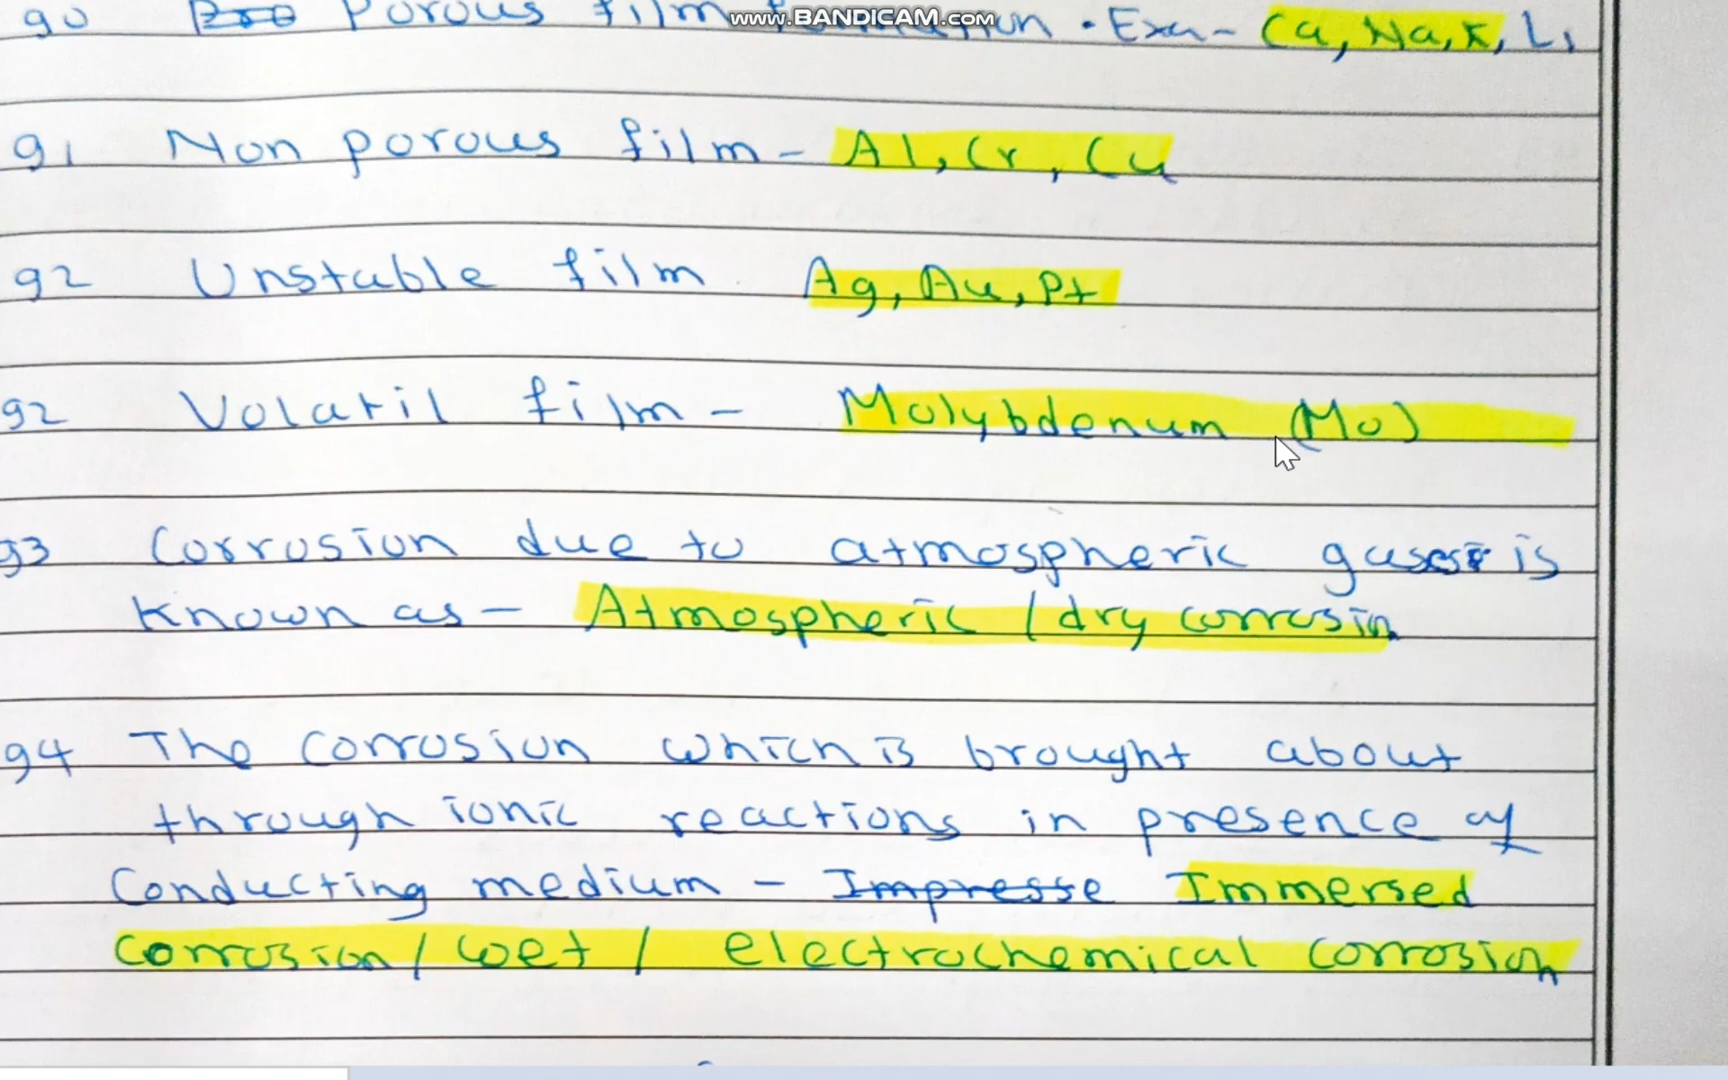 www.BANDICAM.com
90 Porous film formation . Exa- Ca, Na, K, Li
91 Non porous film - Al, Cr, Cu
92 Unstable film Ag, Au, Pt
92 Volatil film - Molybdenum (Mo)
93 Corrosion due to atmospheric gases is
known as - Atmospheric / dry corrosin
94 The corrosion which is brought about
through ionic reactions in presence of
Conducting medium - Impresse Immersed
corrosion / wet / electrochemical corrosion